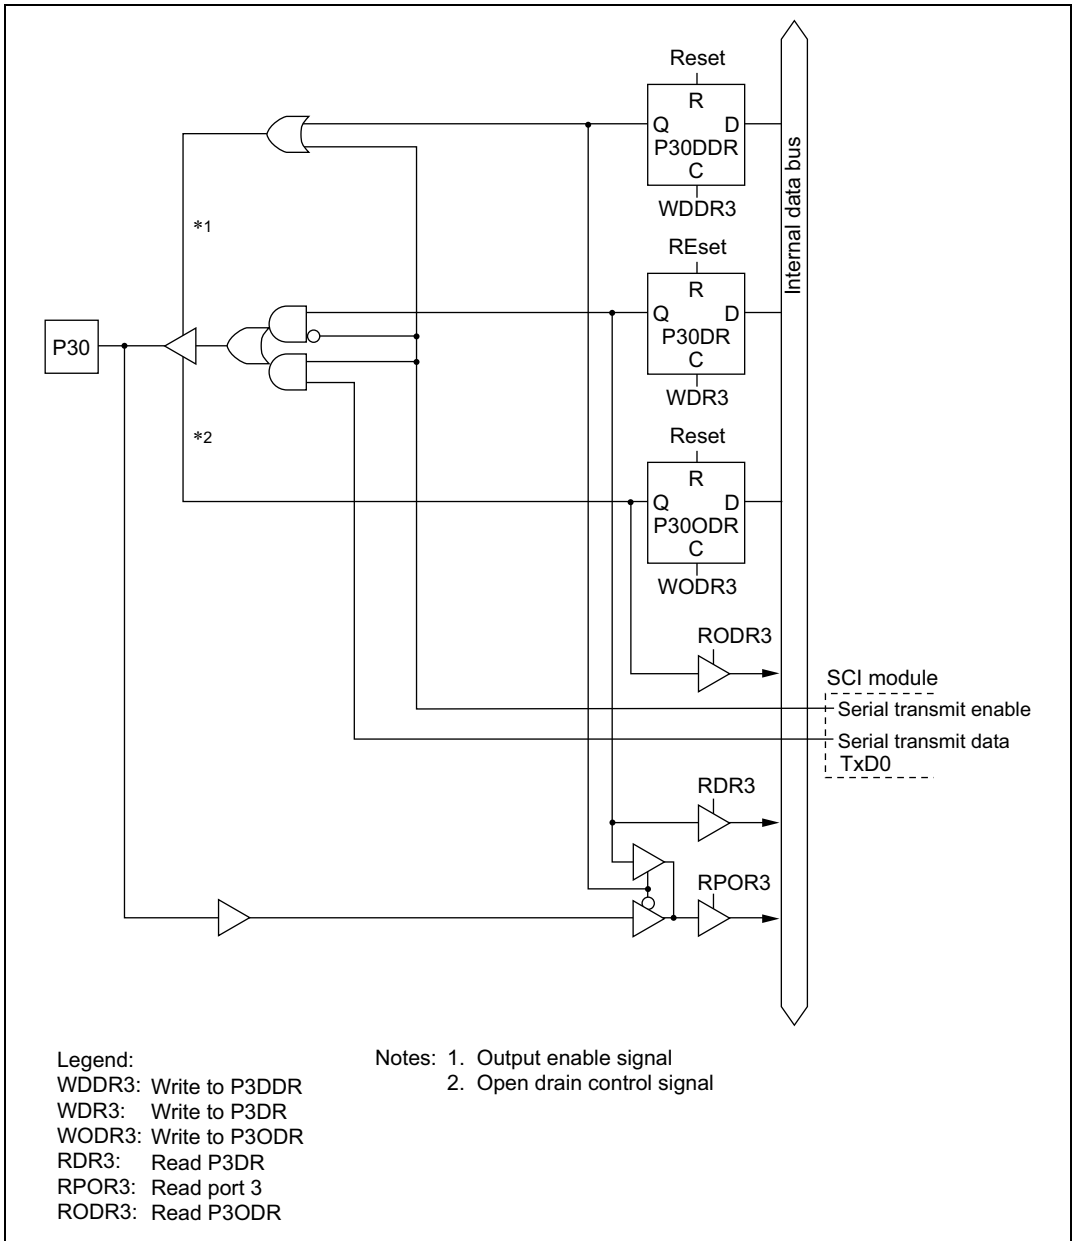 Reset
R
Q D
P30DDR
C
WDDR3
Internal data bus
*1
REset
R
Q D
P30DR
C
WDR3
P30
*2
Reset
R
Q D
P30ODR
C
WODR3
RODR3
SCI module
Serial transmit enable
Serial transmit data
TxD0
RDR3
RPOR3
Legend:
WDDR3: Write to P3DDR
WDR3: Write to P3DR
WODR3: Write to P3ODR
RDR3: Read P3DR
RPOR3: Read port 3
RODR3: Read P3ODR
Notes: 1. Output enable signal
2. Open drain control signal